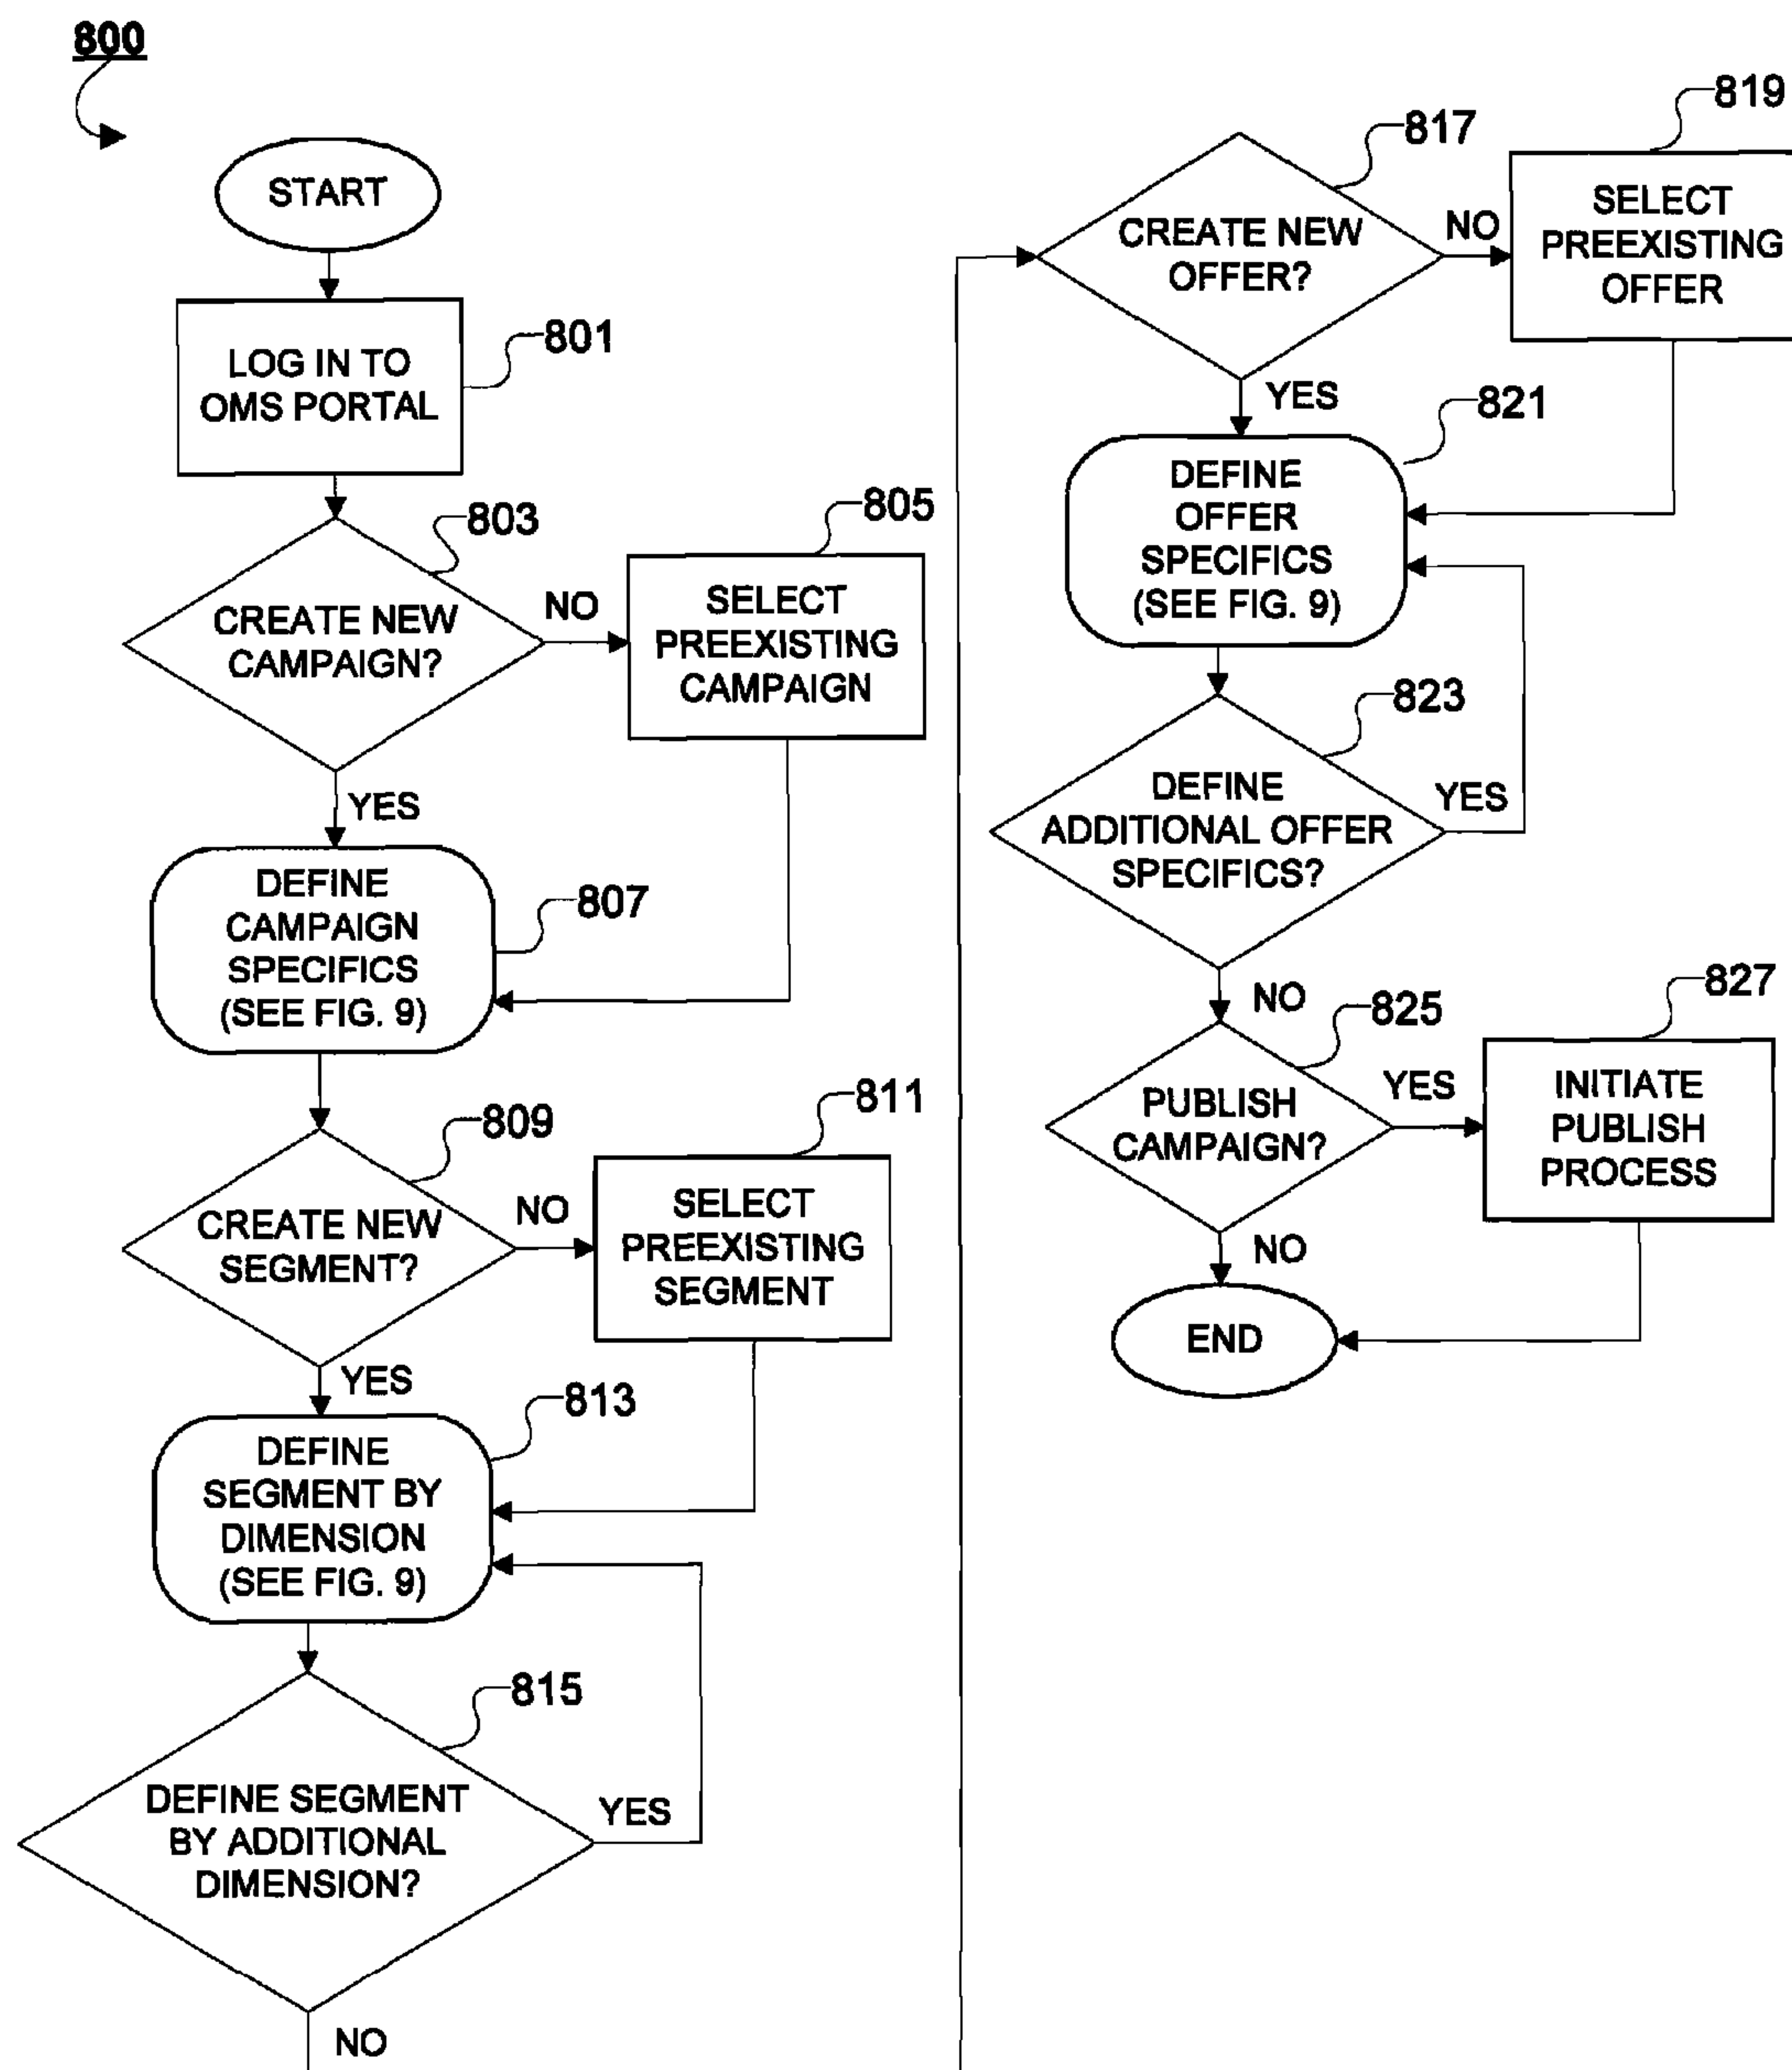 800
START
LOG IN TO
OMS PORTAL
801
803
CREATE NEW
CAMPAIGN?
NO
805
SELECT
PREEXISTING
CAMPAIGN
YES
DEFINE
CAMPAIGN
SPECIFICS
(SEE FIG. 9)
807
809
CREATE NEW
SEGMENT?
NO
811
SELECT
PREEXISTING
SEGMENT
YES
813
DEFINE
SEGMENT BY
DIMENSION
(SEE FIG. 9)
815
DEFINE SEGMENT
BY ADDITIONAL
DIMENSION?
YES
NO
817
CREATE NEW
OFFER?
NO
819
SELECT
PREEXISTING
OFFER
YES
821
DEFINE
OFFER
SPECIFICS
(SEE FIG. 9)
823
DEFINE
ADDITIONAL OFFER
SPECIFICS?
YES
NO
825
PUBLISH
CAMPAIGN?
YES
827
INITIATE
PUBLISH
PROCESS
NO
END